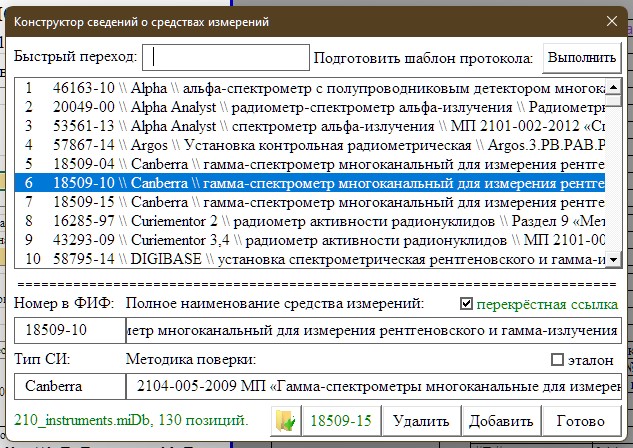 Конструктор сведений о средствах измерений
Быстрый переход:
Подготовить шаблон протокола:
Выполнить
1 46163-10 \\ Alpha \\ альфа-спектрометр с полупроводниковым детектором многока
2 20049-00 \\ Alpha Analyst \\ радиометр-спектрометр альфа-излучения \\ Радиометри
3 53561-13 \\ Alpha Analyst \\ спектрометр альфа-излучения \\ МП 2101-002-2012 «Сп
4 57867-14 \\ Argos \\ Установка контрольная радиометрическая \\ Argos.3.РВ.РАВ.Р
5 18509-04 \\ Canberra \\ гамма-спектрометр многоканальный для измерения рентге
6 18509-10 \\ Canberra \\ гамма-спектрометр многоканальный для измерения рентге
7 18509-15 \\ Canberra \\ гамма-спектрометр многоканальный для измерения рентге
8 16285-97 \\ Curiementor 2 \\ радиометр активности радионуклидов \\ Раздел 9 «Мет
9 43293-09 \\ Curiementor 3,4 \\ радиометр активности радионуклидов \\ МП 2101-00
10 58795-14 \\ DIGIBASE \\ установка спектрометрическая рентгеновского и гамма-и
Номер в ФИФ:
Полное наименование средства измерений:
перекрёстная ссылка
18509-10
метр многоканальный для измерения рентгеновского и гамма-излучения
Тип СИ:
Методика поверки:
эталон
Canberra
2104-005-2009 МП «Гамма-спектрометры многоканальные для измерен
210_instruments.miDb, 130 позиций.
18509-15
Удалить
Добавить
Готово